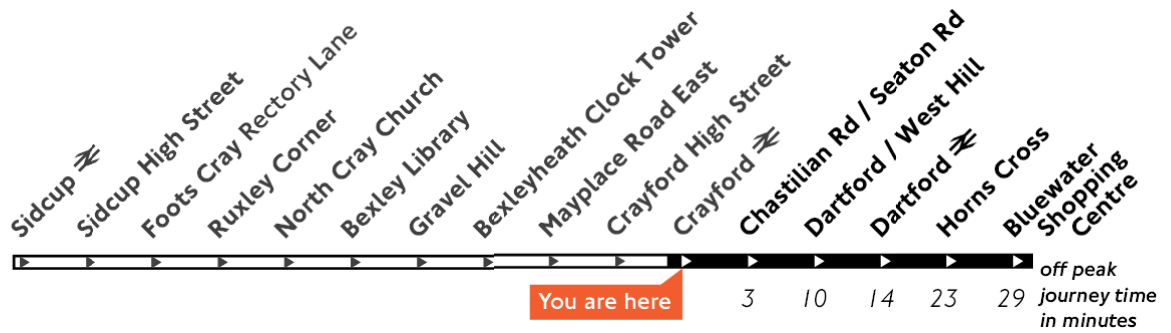 Sidcup
Sidcup High Street
Foots Cray Rectory Lane
Ruxley Corner
North Cray Church
Bexley Library
Gravel Hill
Bexleyheath Clock Tower
Mayplace Road East
Crayford High Street
Crayford
Chastilian Rd / Seaton Rd
Dartford / West Hill
Dartford
Horns Cross
Bluewater
Shopping
Centre
You are here
3 10 14 23 29
off peak
journey time
in minutes